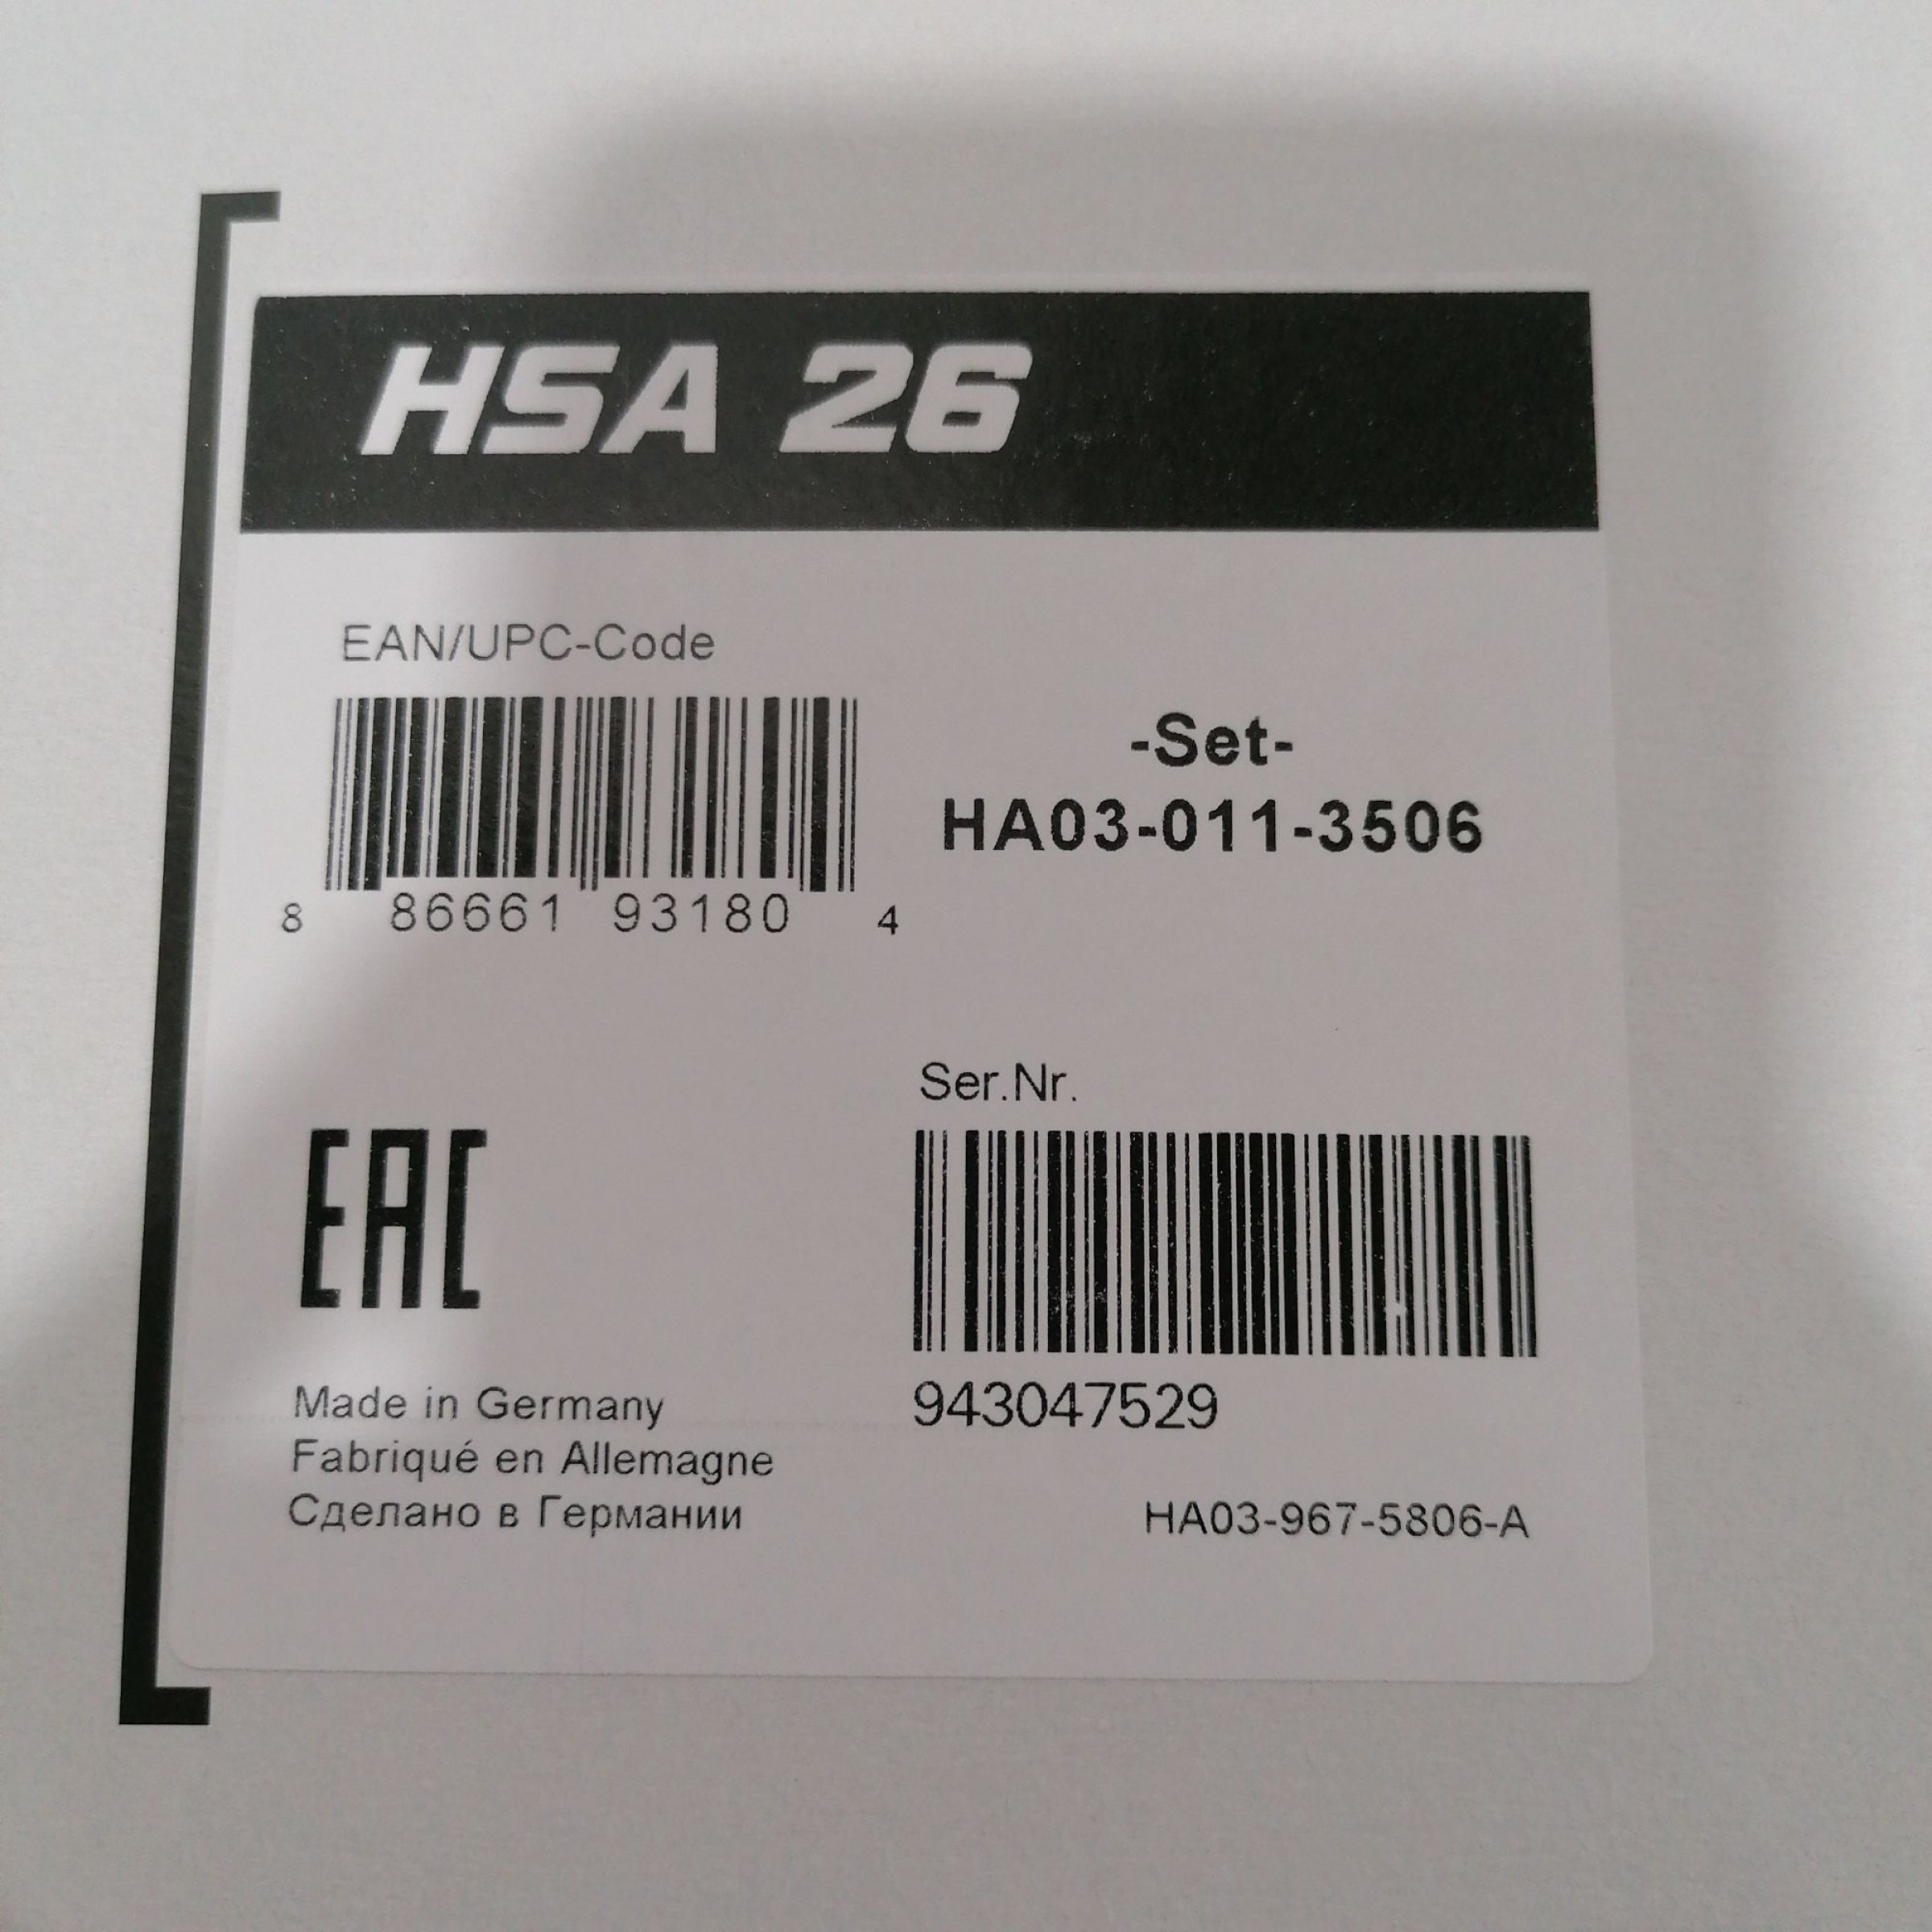 HSA 26
EAN/UPC-Code
8 86661 93180 4
-Set-
HA03-011-3506
Ser.Nr.
943047529
EAC
Made in Germany
Fabriqué en Allemagne
Сделано в Германии
HA03-967-5806-A